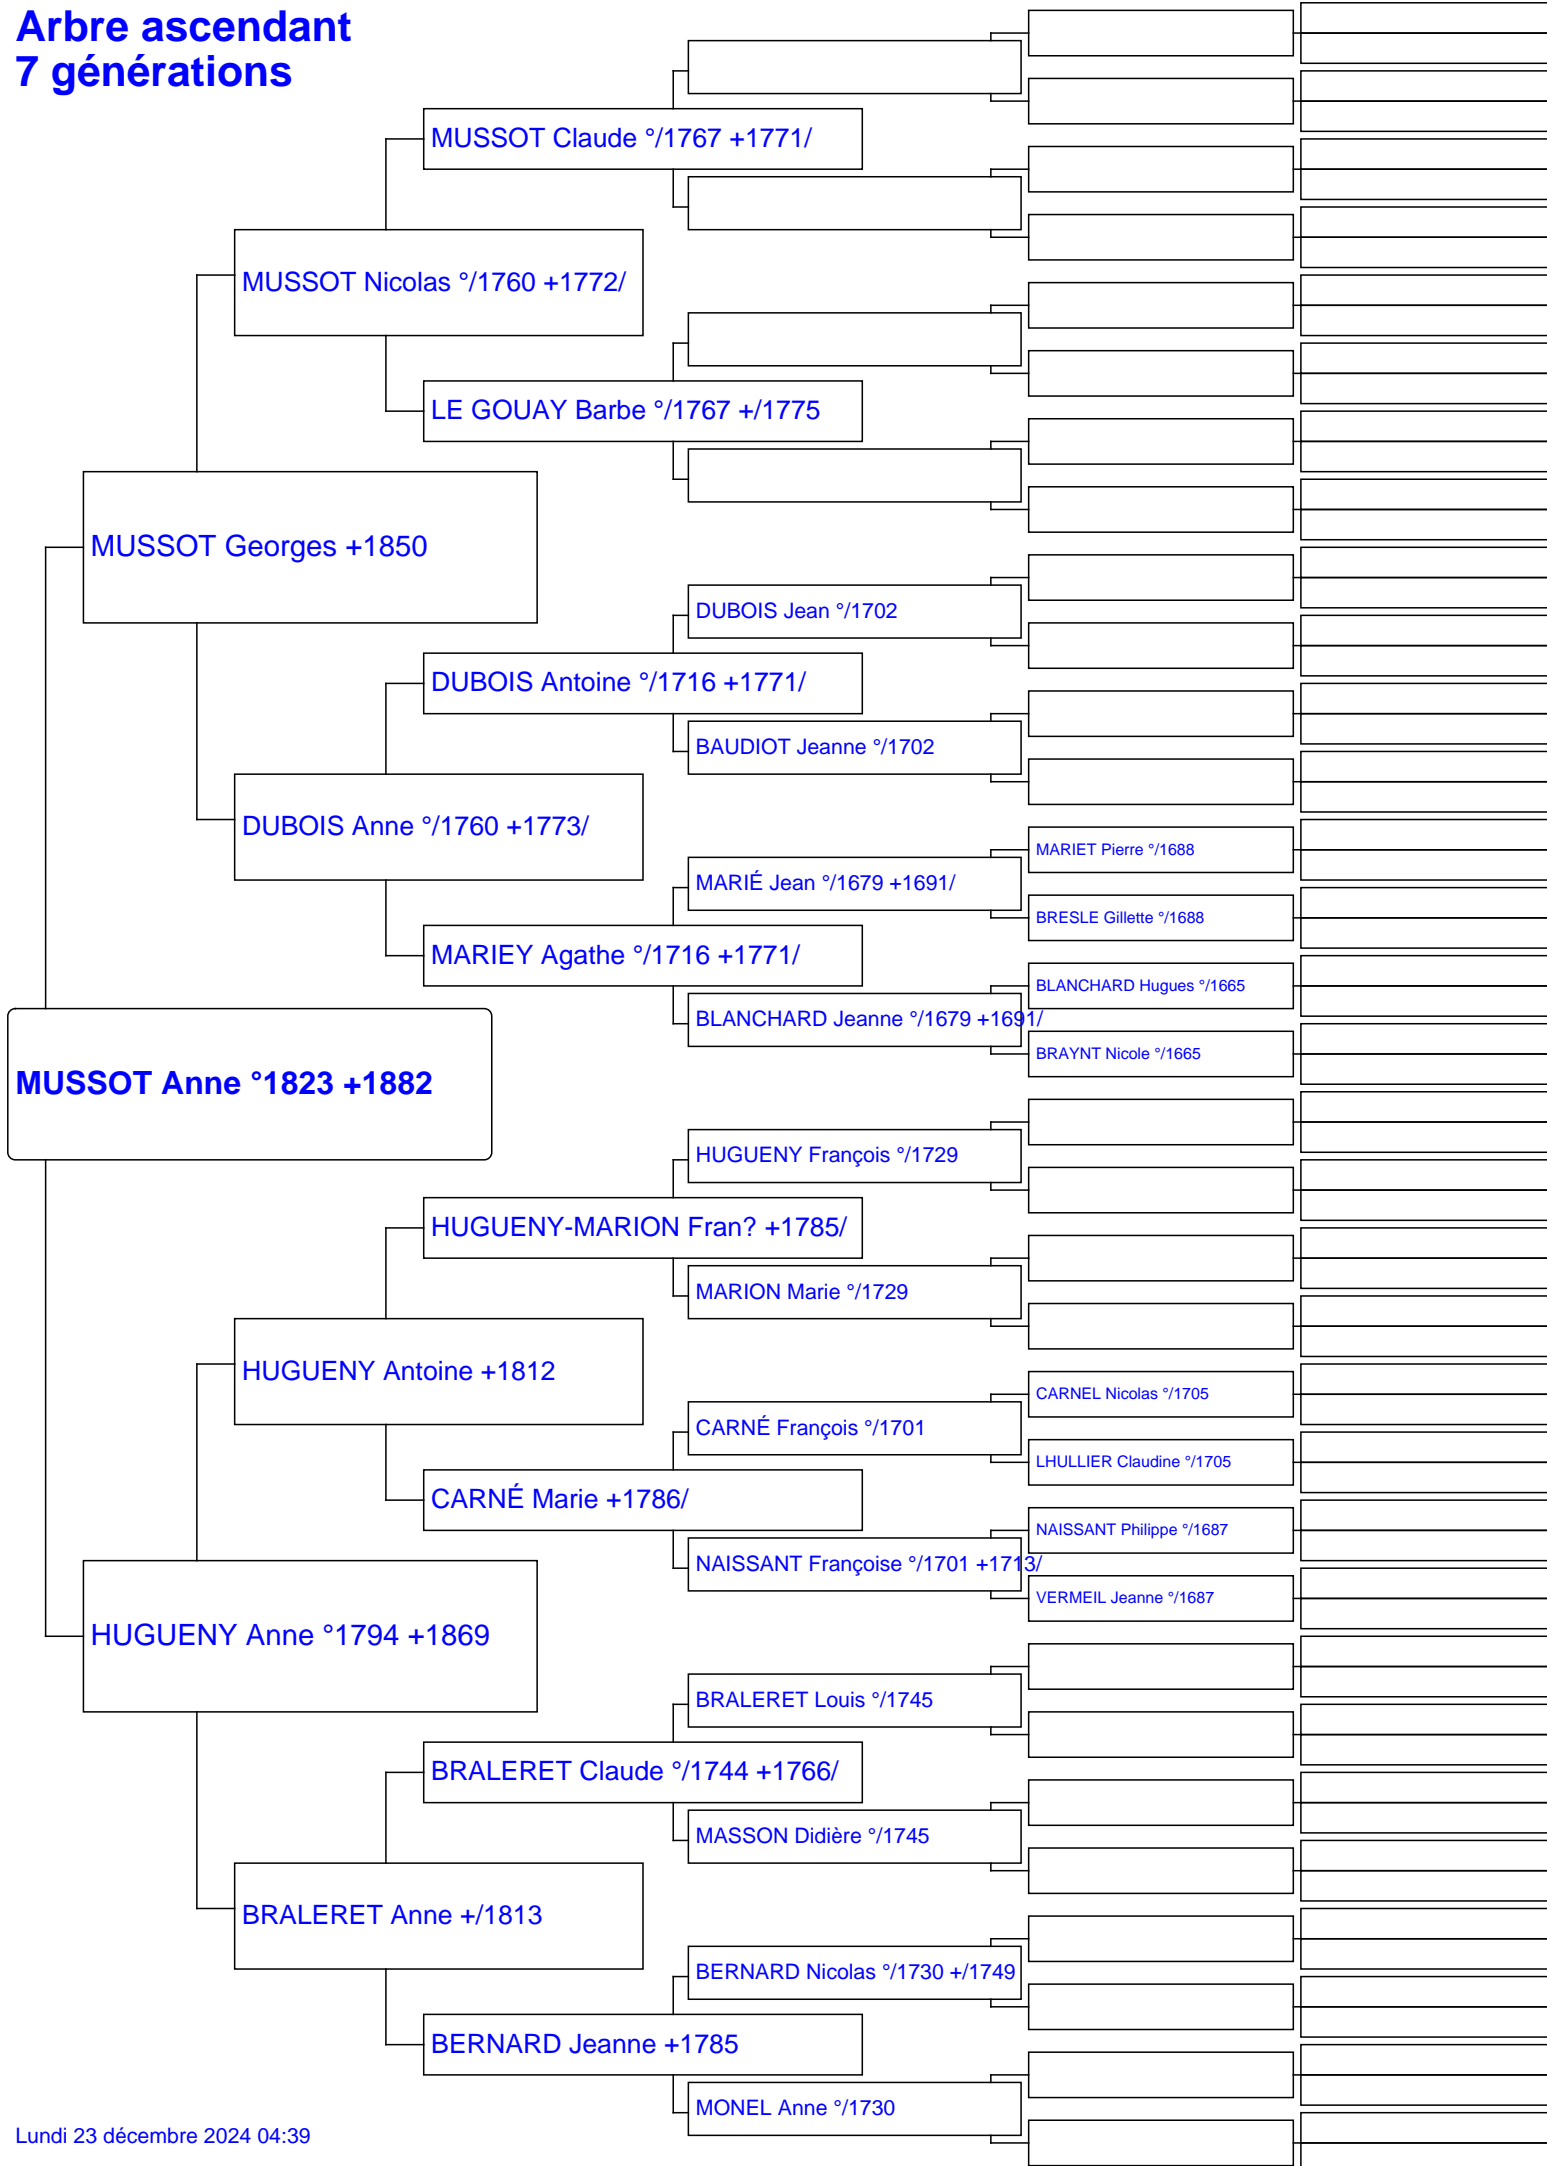 Arbre ascendant
7 générations
MUSSOT Claude °/1767 +1771/
MUSSOT Nicolas °/1760 +1772/
LE GOUAY Barbe °/1767 +/1775
MUSSOT Georges +1850
DUBOIS Jean °/1702
DUBOIS Antoine °/1716 +1771/
BAUDIOT Jeanne °/1702
DUBOIS Anne °/1760 +1773/
MARIET Pierre °/1688
MARIÉ Jean °/1679 +1691/
BRESLE Gillette °/1688
MARIEY Agathe °/1716 +1771/
BLANCHARD Hugues °/1665
BLANCHARD Jeanne °/1679 +1691/
BRAYNT Nicole °/1665
MUSSOT Anne °1823 +1882
HUGUENY François °/1729
HUGUENY-MARION Fran? +1785/
MARION Marie °/1729
HUGUENY Antoine +1812
CARNEL Nicolas °/1705
CARNÉ François °/1701
LHULLIER Claudine °/1705
CARNÉ Marie +1786/
NAISSANT Philippe °/1687
NAISSANT Françoise °/1701 +1713/
VERMEIL Jeanne °/1687
HUGUENY Anne °1794 +1869
BRALERET Louis °/1745
BRALERET Claude °/1744 +1766/
MASSON Didière °/1745
BRALERET Anne +/1813
BERNARD Nicolas °/1730 +/1749
BERNARD Jeanne +1785
MONEL Anne °/1730
Lundi 23 décembre 2024 04:39